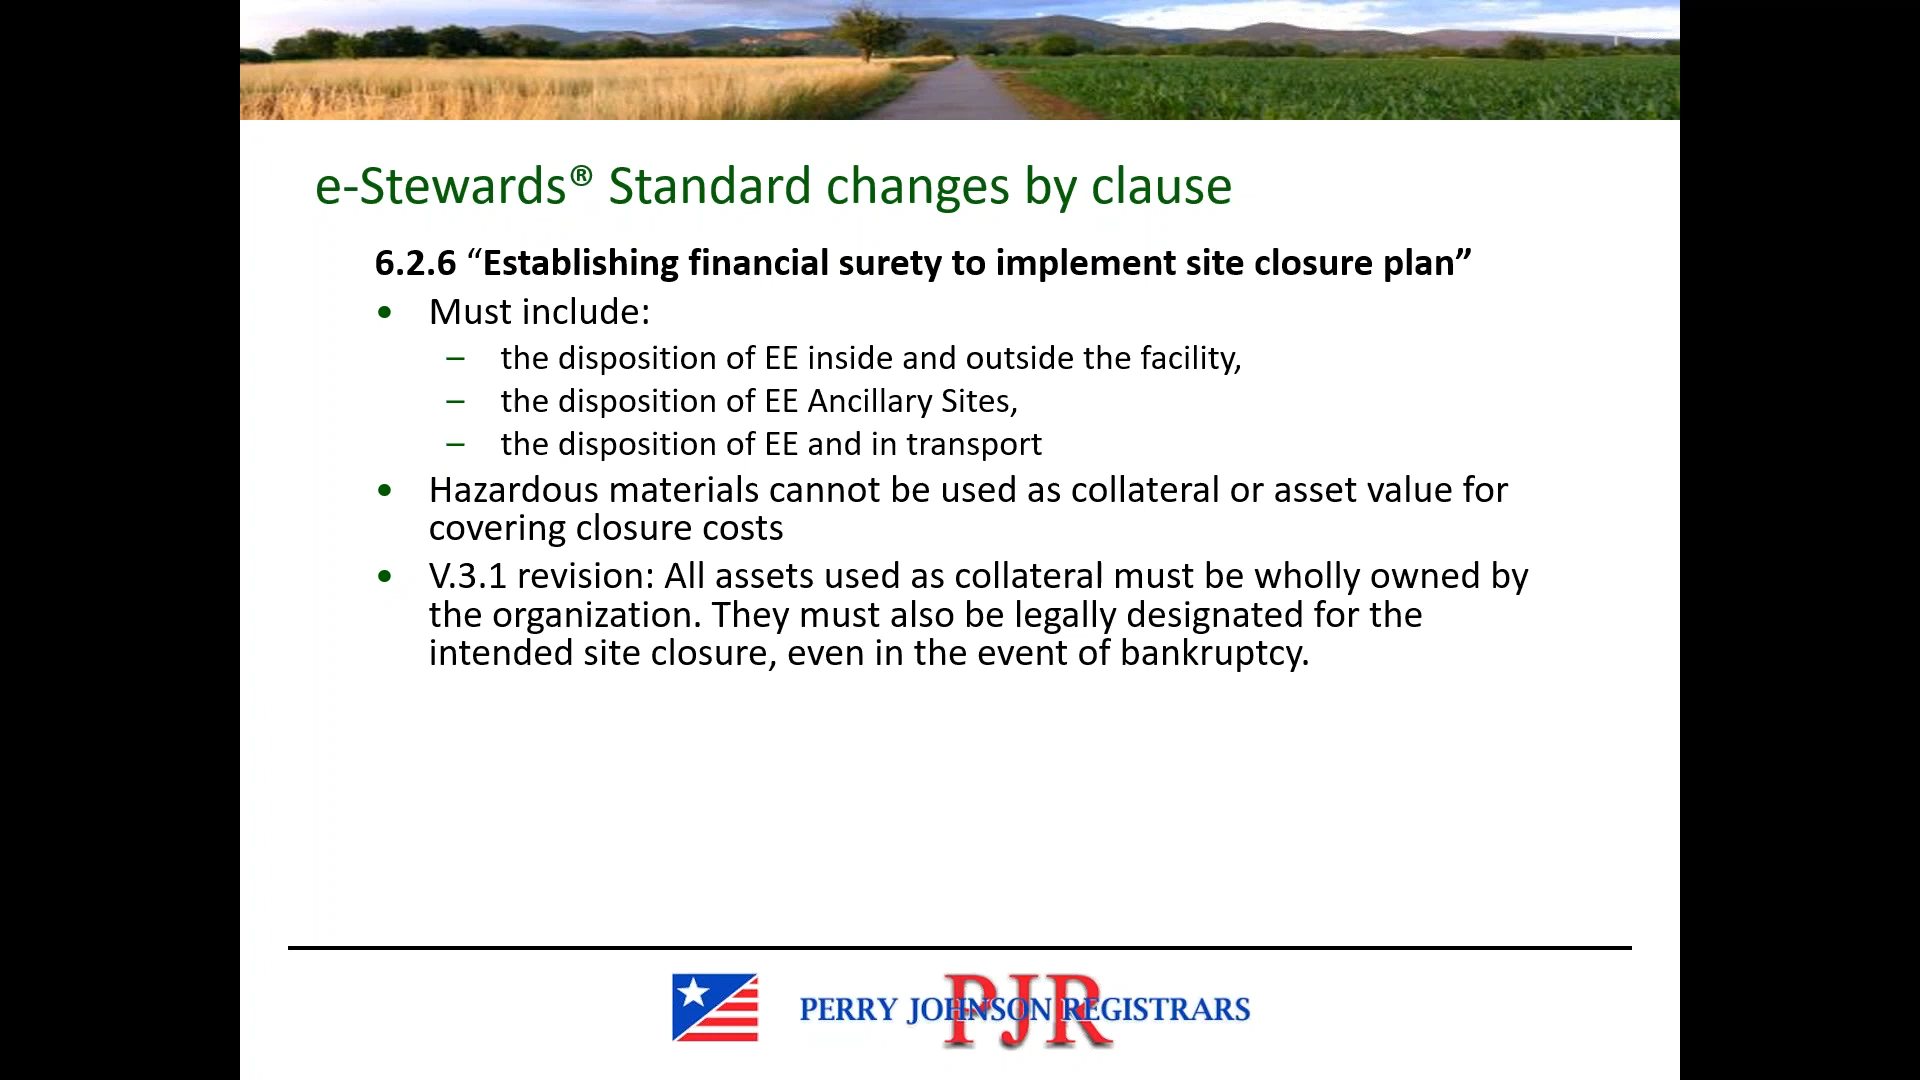 e-Stewards® Standard changes by clause
6.2.6 “Establishing financial surety to implement site closure plan”
• Must include:
– the disposition of EE inside and outside the facility,
– the disposition of EE Ancillary Sites,
– the disposition of EE and in transport
• Hazardous materials cannot be used as collateral or asset value for
covering closure costs
• V.3.1 revision: All assets used as collateral must be wholly owned by
the organization. They must also be legally designated for the
intended site closure, even in the event of bankruptcy.
PJR
PERRY JOHNSON REGISTRARS